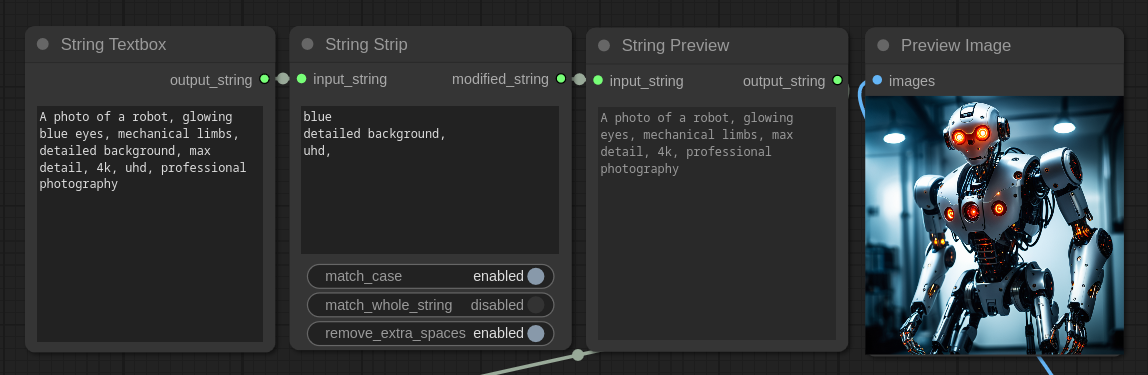 String Textbox
output_string
A photo of a robot, glowing
blue eyes, mechanical limbs,
detailed background, max
detail, 4k, uhd, professional
photography
String Strip
input_string
modified_string
blue
detailed background,
uhd,
match_case enabled
match_whole_string disabled
remove_extra_spaces enabled
String Preview
input_string
output_string
A photo of a robot, glowing
eyes, mechanical limbs, max
detail, 4k, professional
photography
Preview Image
images